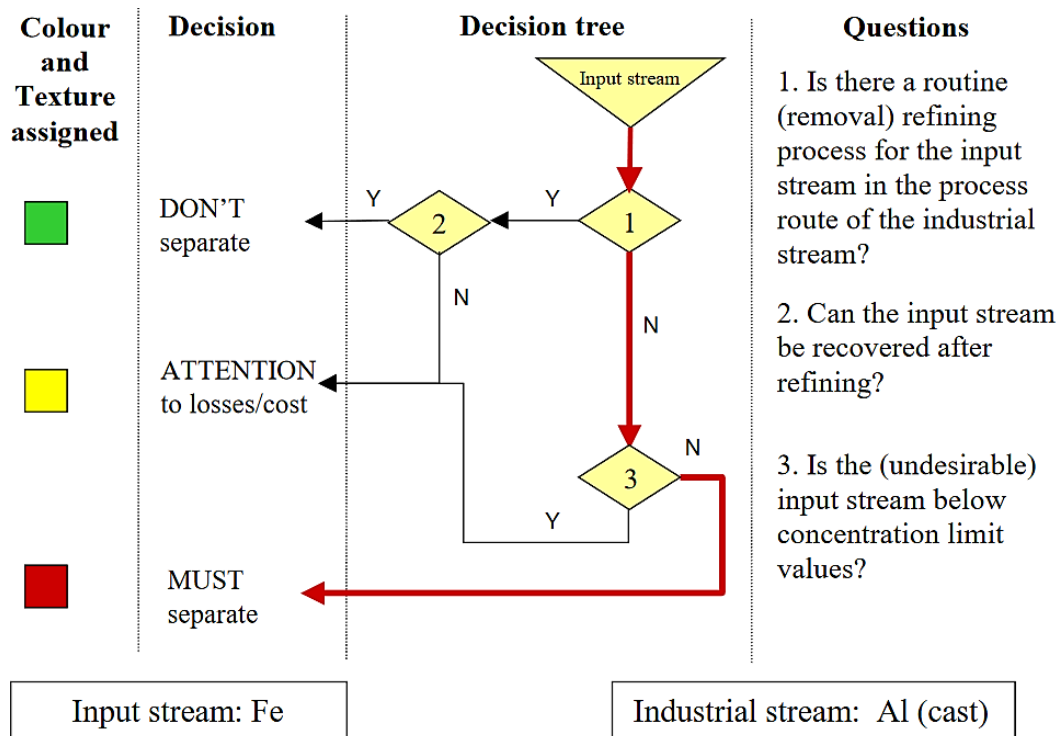 Colour
and
Texture
assigned
Decision
Decision tree
Questions
Input stream
1
2
3
Y
Y
N
N
N
Y
DON'T
separate
ATTENTION
to losses/cost
MUST
separate
1. Is there a routine
(removal) refining
process for the input
stream in the process
route of the industrial
stream?
2. Can the input stream
be recovered after
refining?
3. Is the (undesirable)
input stream below
concentration limit
values?
Input stream: Fe
Industrial stream: Al (cast)